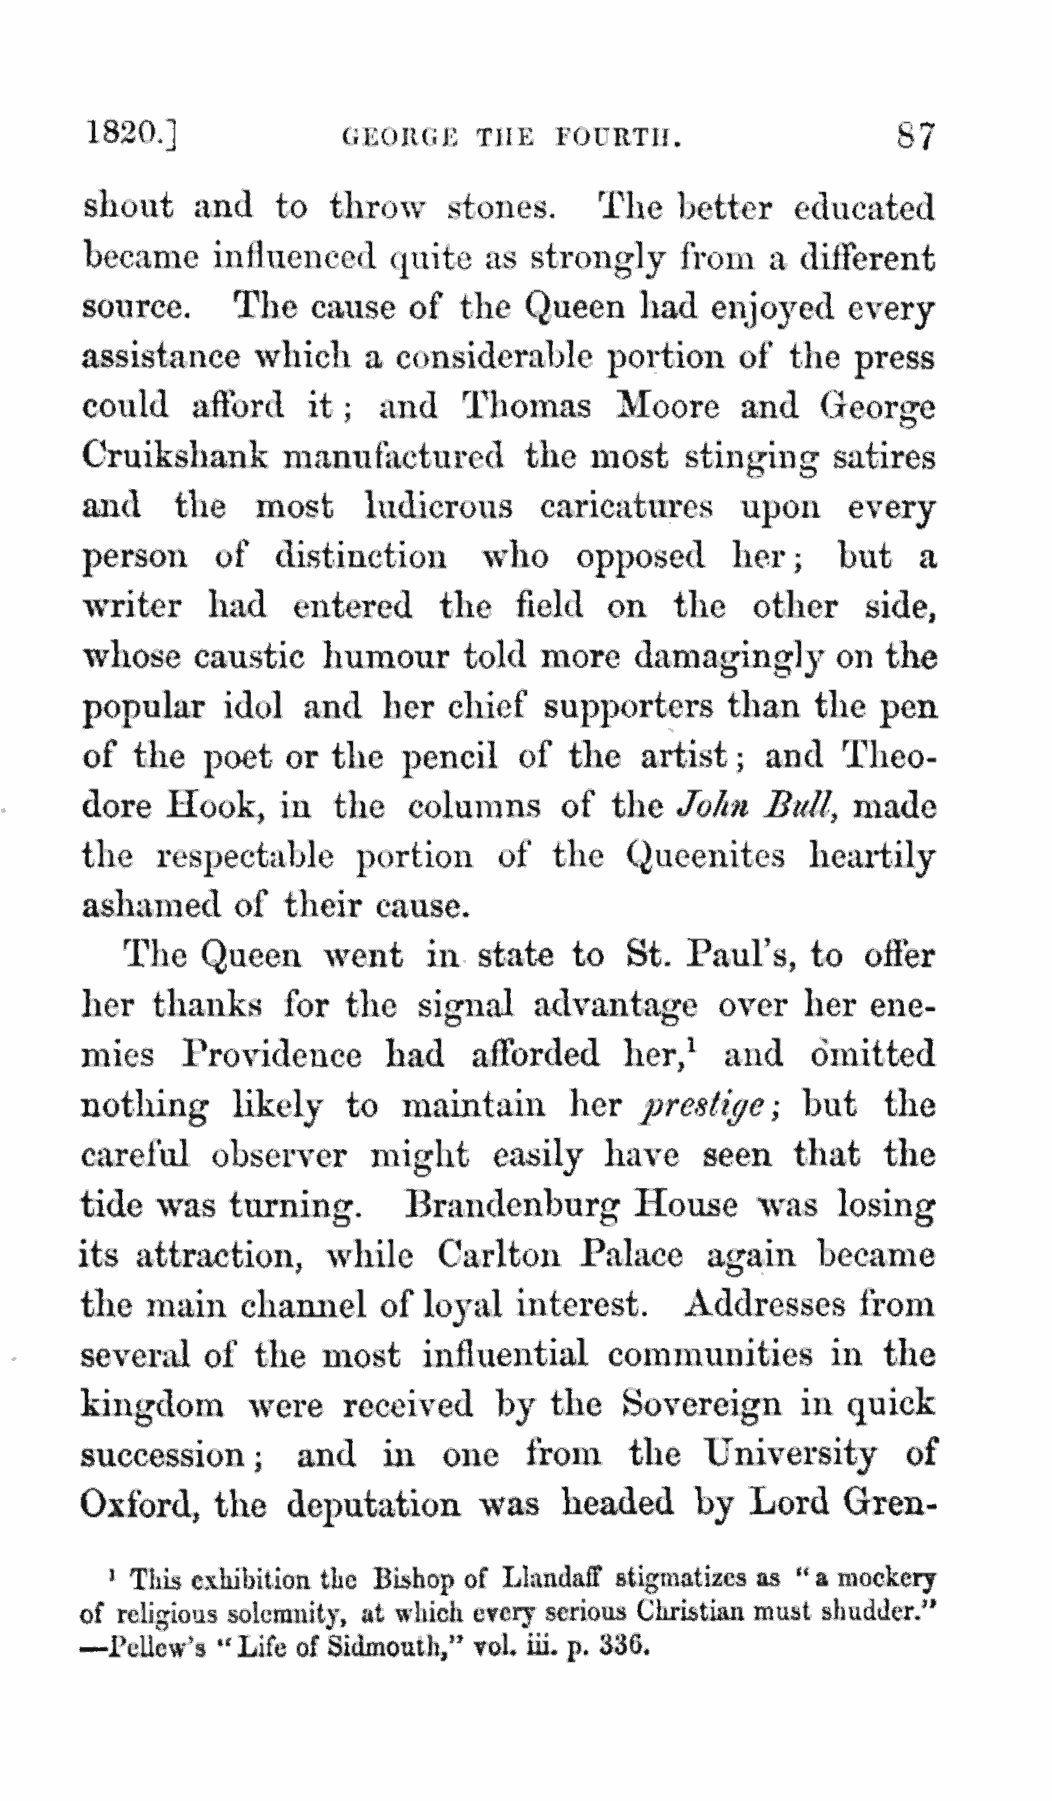 1820.] GEORGE THE FOURTH. 87
shout and to throw stones. The better educated
became influenced quite as strongly from a different
source. The cause of the Queen had enjoyed every
assistance which a considerable portion of the press
could afford it; and Thomas Moore and George
Cruikshank manufactured the most stinging satires
and the most ludicrous caricatures upon every
person of distinction who opposed her; but a
writer had entered the field on the other side,
whose caustic humour told more damagingly on the
popular idol and her chief supporters than the pen
of the poet or the pencil of the artist; and Theo-
dore Hook, in the columns of the John Bull, made
the respectable portion of the Queenites heartily
ashamed of their cause.
The Queen went in state to St. Paul's, to offer
her thanks for the signal advantage over her ene-
mies Providence had afforded her,¹ and omitted
nothing likely to maintain her prestige; but the
careful observer might easily have seen that the
tide was turning. Brandenburg House was losing
its attraction, while Carlton Palace again became
the main channel of loyal interest. Addresses from
several of the most influential communities in the
kingdom were received by the Sovereign in quick
succession; and in one from the University of
Oxford, the deputation was headed by Lord Gren-
¹ This exhibition the Bishop of Llandaff stigmatizes as "a mockery
of religious solemnity, at which every serious Christian must shudder."
—Pellew's "Life of Sidmouth," vol. iii. p. 336.